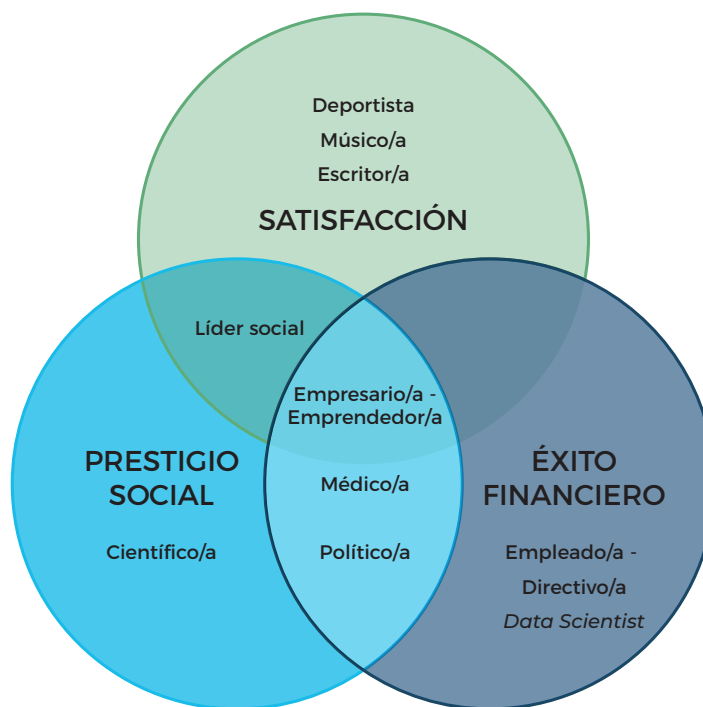 Deportista
Músico/a
Escritor/a
SATISFACCIÓN
Líder social
Empresario/a -
Emprendedor/a
PRESTIGIO
SOCIAL
Científico/a
Médico/a
Político/a
ÉXITO
FINANCIERO
Empleado/a -
Directivo/a
Data Scientist